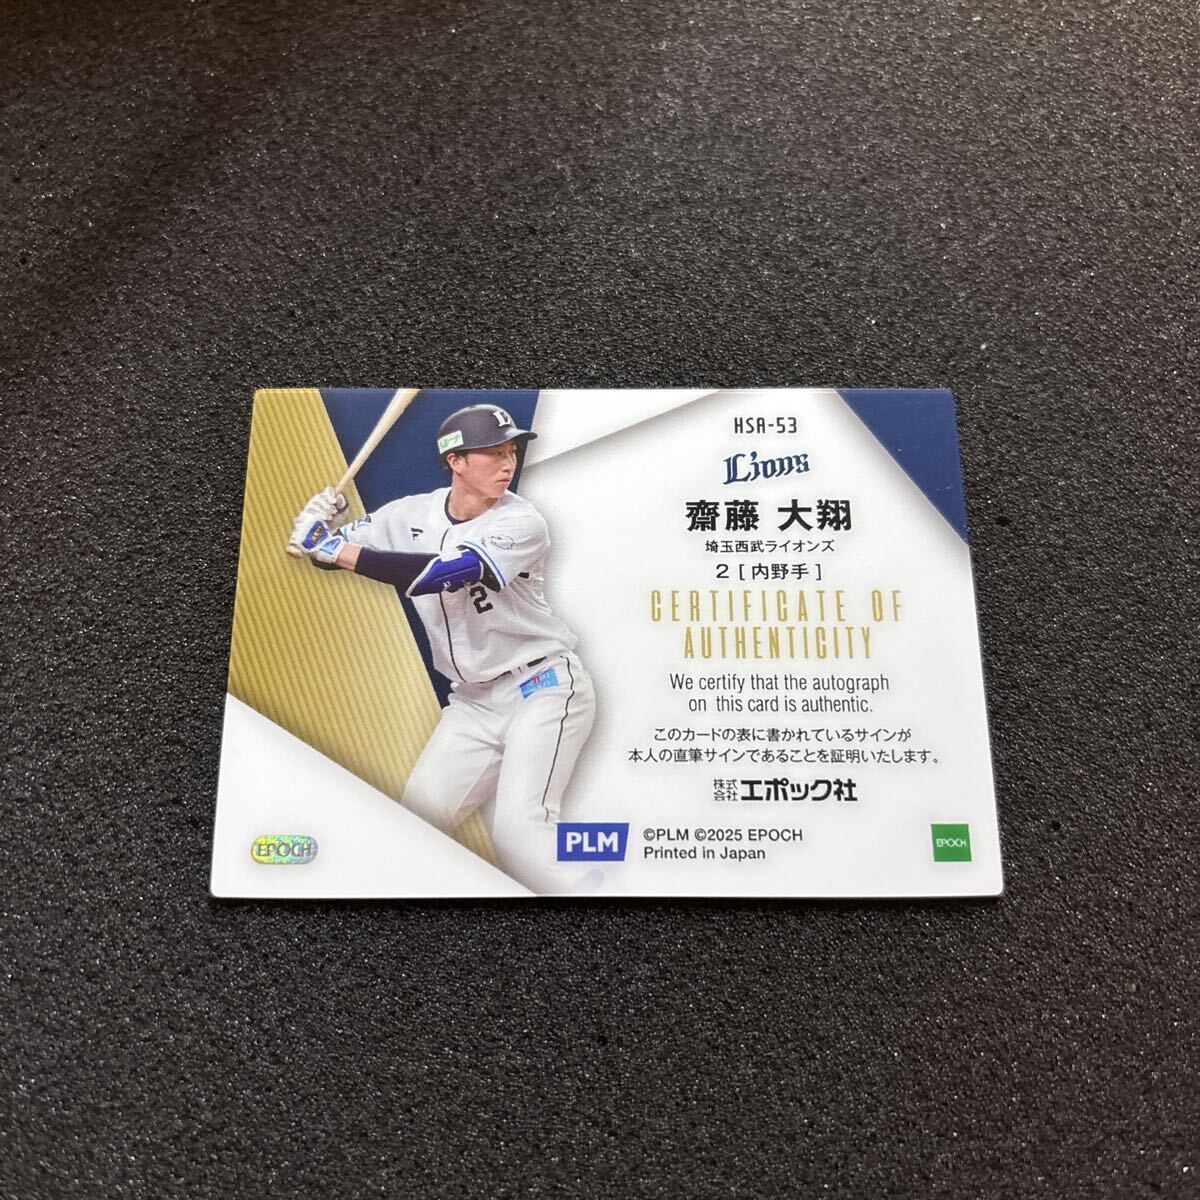 HSA-53
Lions
齋藤 大翔
埼玉西武ライオンズ
2 [ 内野手 ]
CERTIFICATE OF
AUTHENTICITY
We certify that the autograph
on this card is authentic.
このカードの表に書かれているサインが
本人の直筆サインであることを証明いたします。
株式会社エポック社
PLM
©PLM ©2025 EPOCH
Printed in Japan
EPOCH
EPOCH
L
2